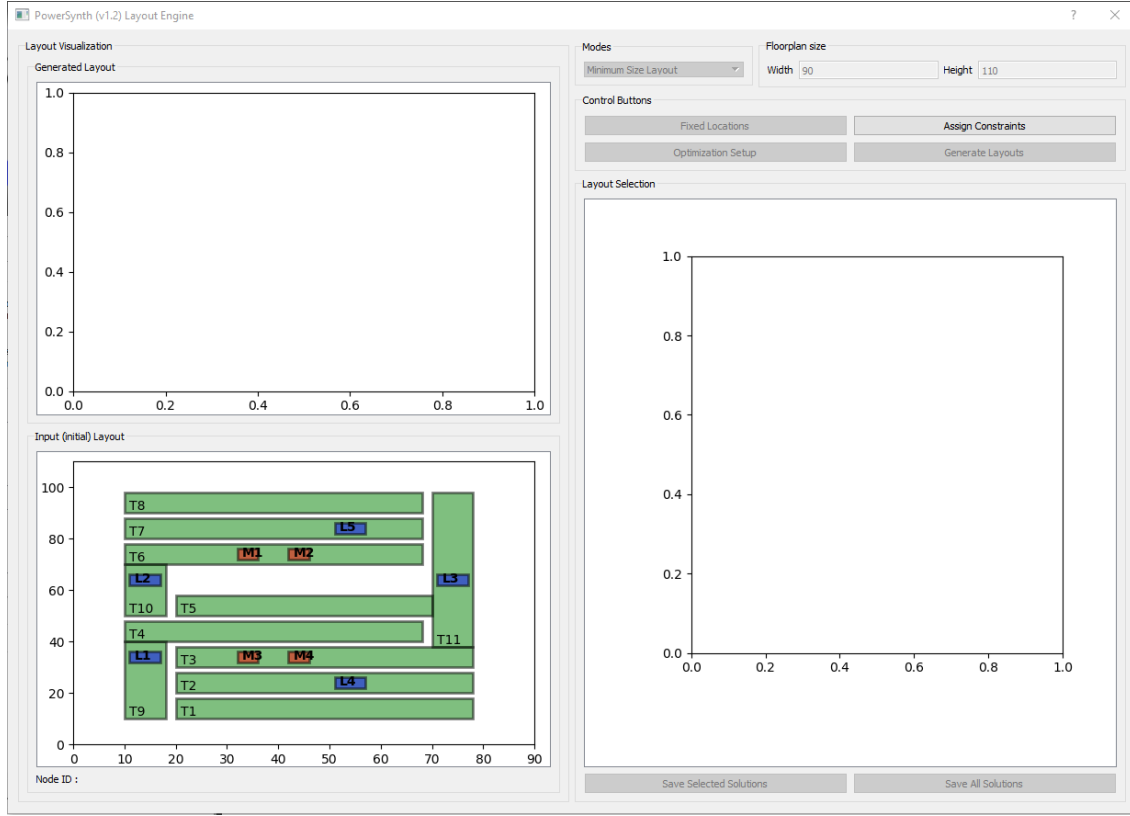 PowerSynth (v1.2) Layout Engine
?
Layout Visualization
Generated Layout
1.0
0.8
0.6
0.4
0.2
0.0
0.0 0.2 0.4 0.6 0.8 1.0
Input (initial) Layout
100
80
60
40
20
0
T8
T7 L5
T6 M1 M2
L2 L3
T10 T5
T4 T11
L1 T3 M3 M4
T2 L4
T9 T1
0 10 20 30 40 50 60 70 80 90
Node ID :
Modes
Minimum Size Layout
Floorplan size
Width 90 Height 110
Control Buttons
Fixed Locations Assign Constraints
Optimization Setup Generate Layouts
Layout Selection
1.0
0.8
0.6
0.4
0.2
0.0
0.0 0.2 0.4 0.6 0.8 1.0
Save Selected Solutions Save All Solutions